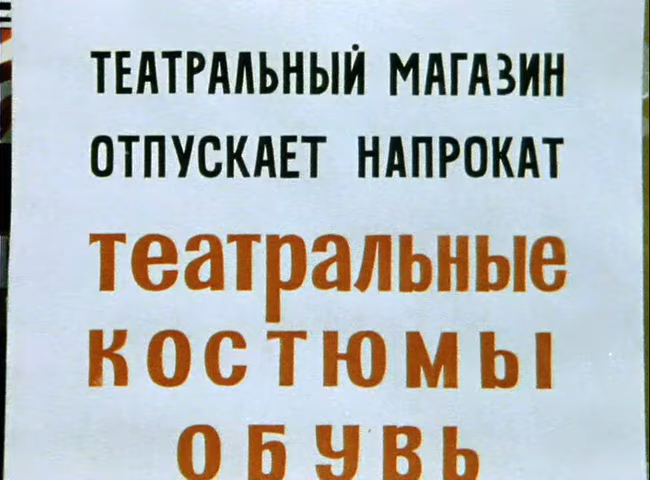 ТЕАТРАЛЬНЫЙ МАГАЗИН
ОТПУСКАЕТ НАПРОКАТ
театральные
КОСТЮМЫ
ОБУВЬ